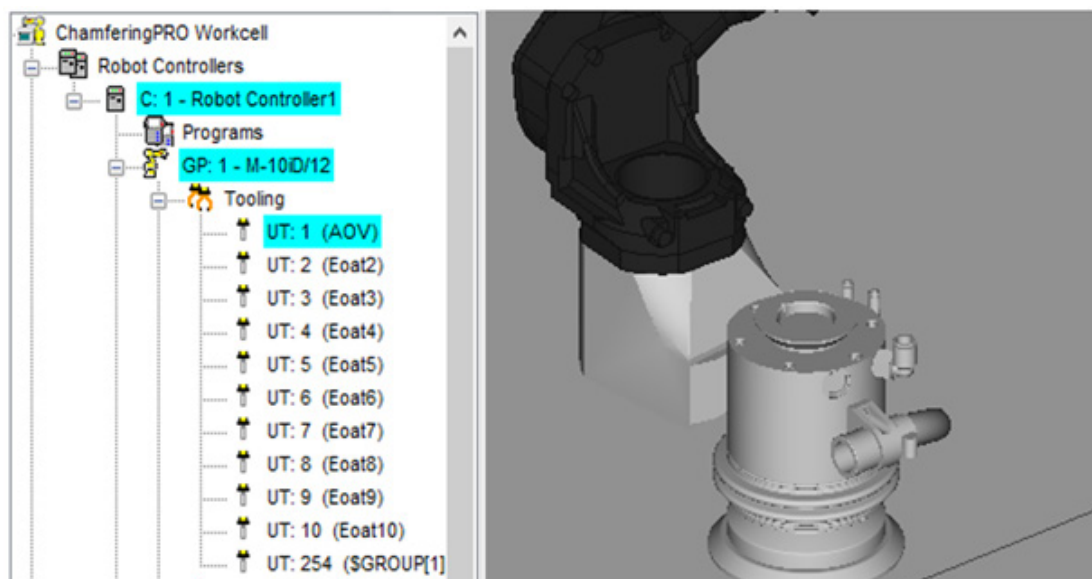 ChamferingPRO Workcell
Robot Controllers
C: 1 - Robot Controller1
Programs
GP: 1 - M-10iD/12
Tooling
UT: 1 (AOV)
UT: 2 (Eoat2)
UT: 3 (Eoat3)
UT: 4 (Eoat4)
UT: 5 (Eoat5)
UT: 6 (Eoat6)
UT: 7 (Eoat7)
UT: 8 (Eoat8)
UT: 9 (Eoat9)
UT: 10 (Eoat10)
UT: 254 ($GROUP[1]